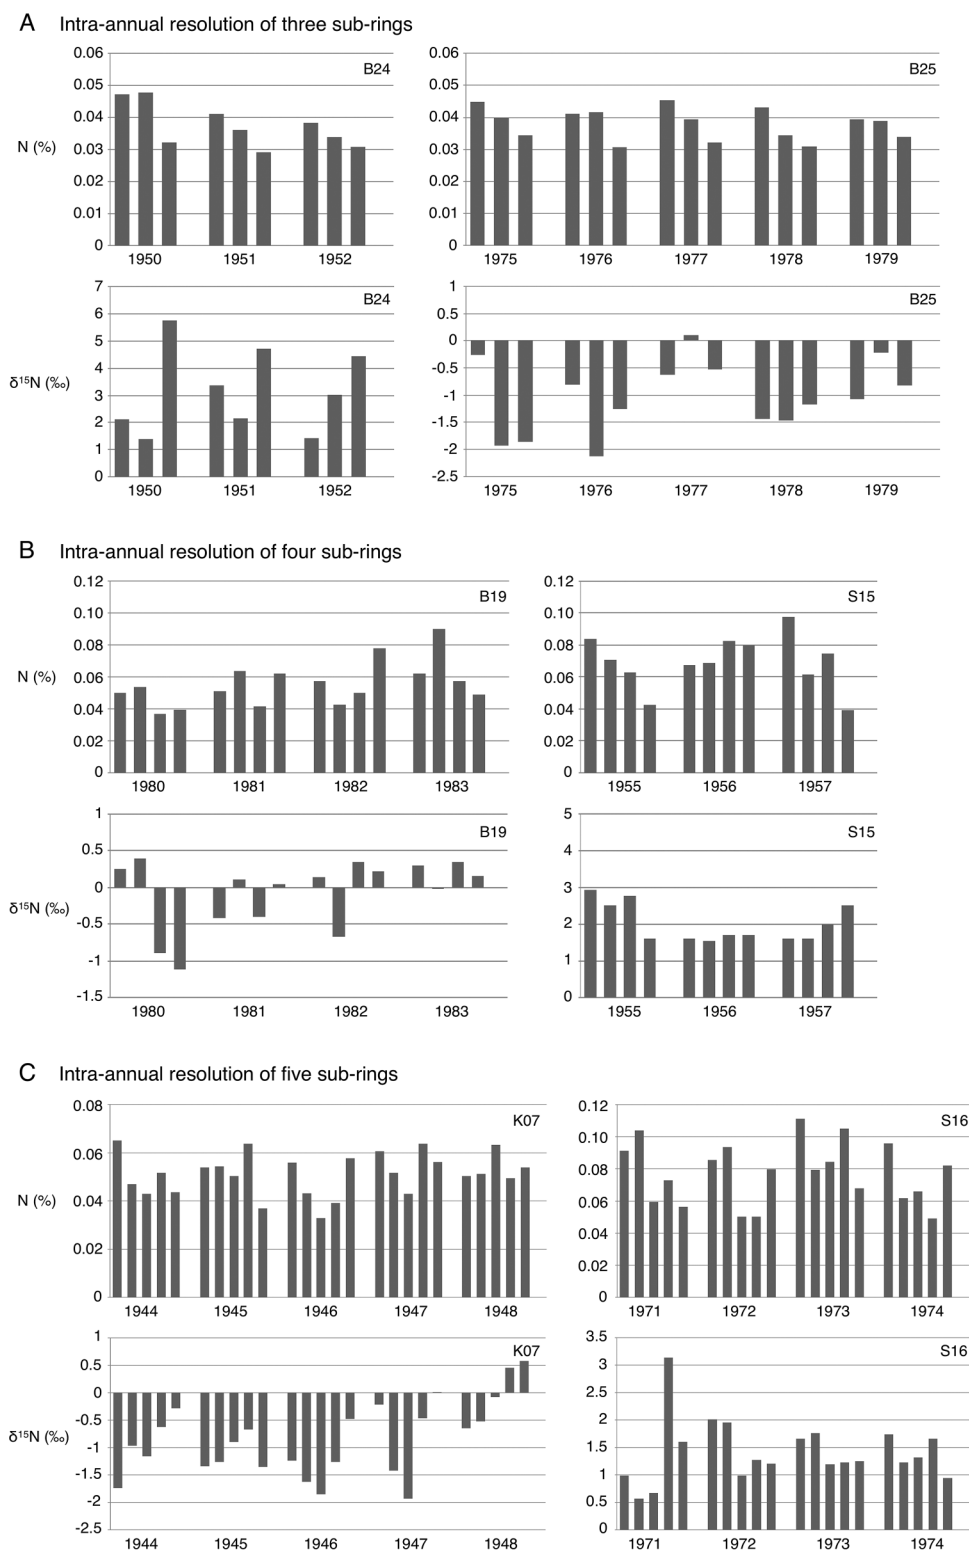 A Intra-annual resolution of three sub-rings
N (%)
0.06
0.05
0.04
0.03
0.02
0.01
0
B24
1950 1951 1952
0.06
0.05
0.04
0.03
0.02
0.01
0
B25
1975 1976 1977 1978 1979
δ¹⁵N (‰)
7
6
5
4
3
2
1
0
B24
1950 1951 1952
1
0.5
0
-0.5
-1
-1.5
-2
-2.5
B25
1975 1976 1977 1978 1979
B Intra-annual resolution of four sub-rings
N (%)
0.12
0.10
0.08
0.06
0.04
0.02
0
B19
1980 1981 1982 1983
0.12
0.10
0.08
0.06
0.04
0.02
0
S15
1955 1956 1957
δ¹⁵N (‰)
1
0.5
0
-0.5
-1
-1.5
B19
1980 1981 1982 1983
5
4
3
2
1
0
S15
1955 1956 1957
C Intra-annual resolution of five sub-rings
N (%)
0.08
0.06
0.04
0.02
0
K07
1944 1945 1946 1947 1948
0.12
0.10
0.08
0.06
0.04
0.02
0
S16
1971 1972 1973 1974
δ¹⁵N (‰)
1
0.5
0
-0.5
-1
-1.5
-2
-2.5
K07
1944 1945 1946 1947 1948
3.5
3
2.5
2
1.5
1
0.5
0
S16
1971 1972 1973 1974